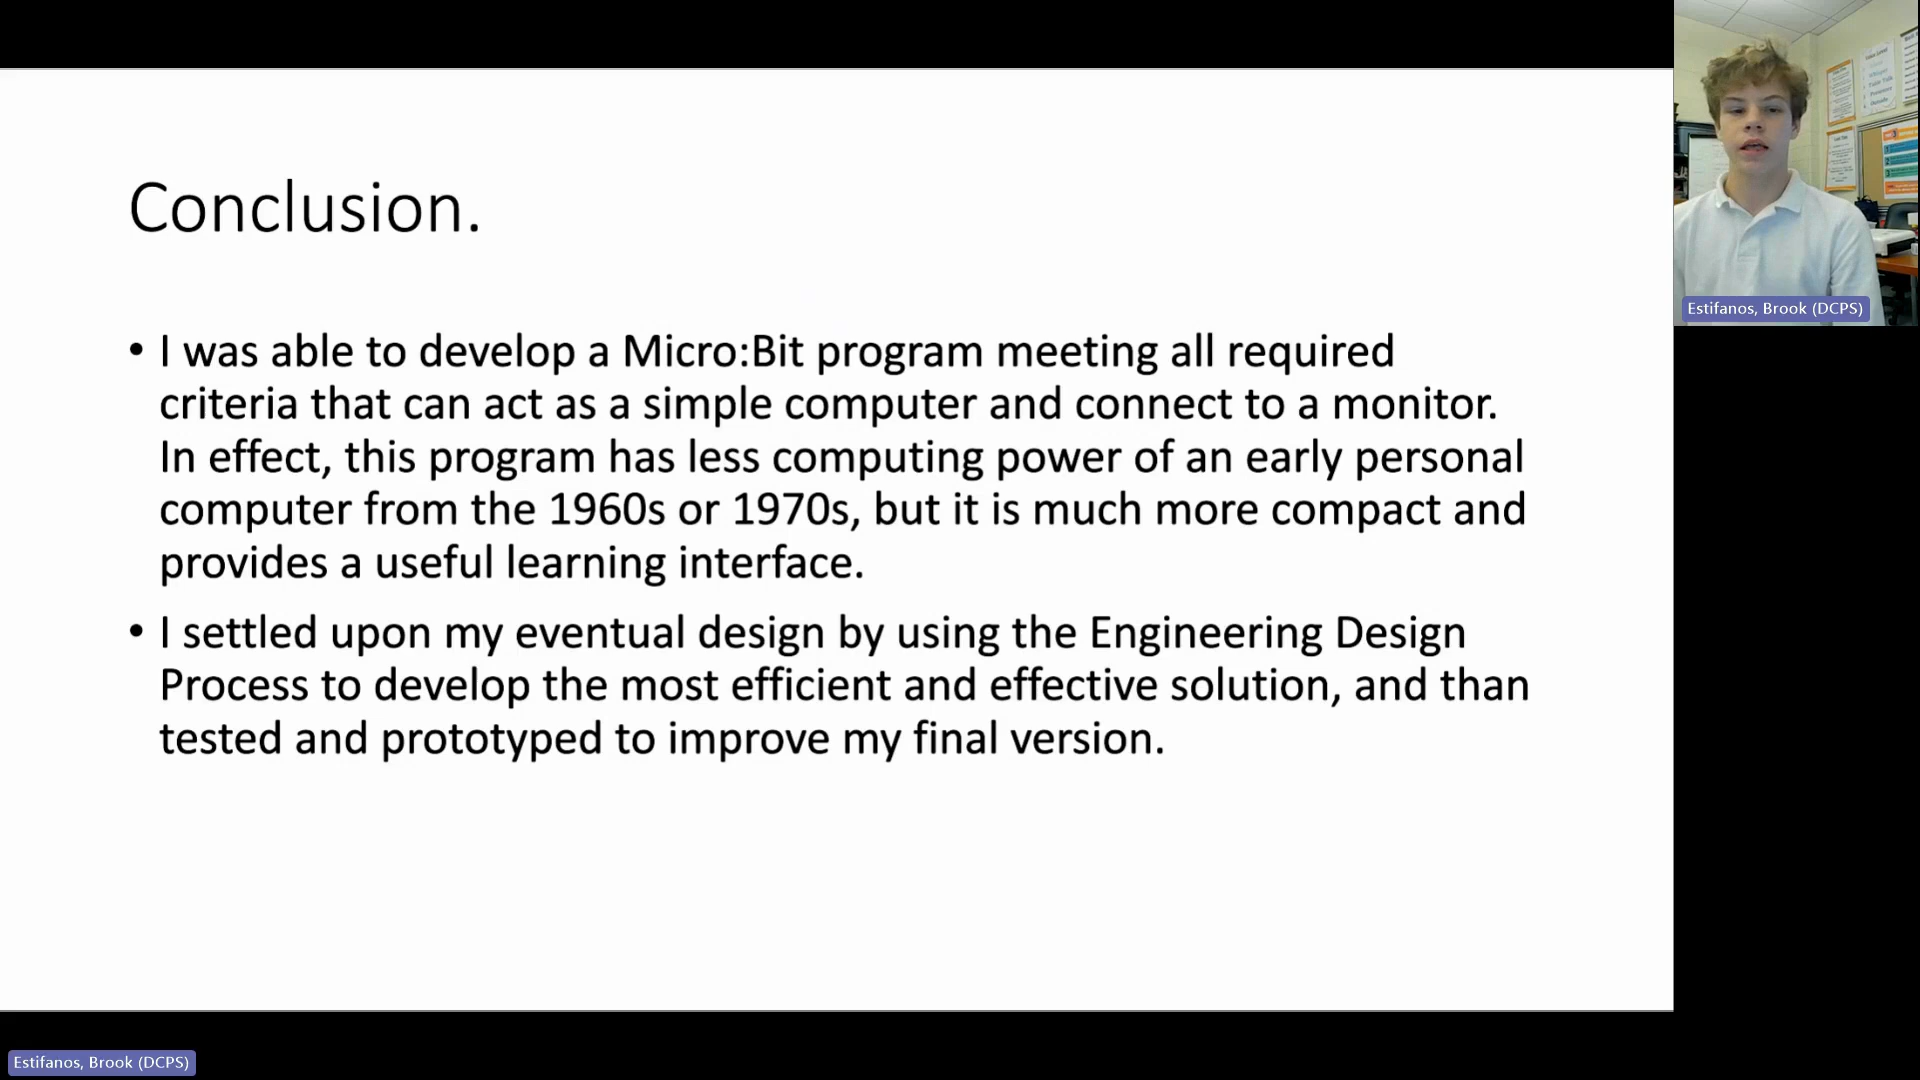 Conclusion.
• I was able to develop a Micro:Bit program meeting all required
criteria that can act as a simple computer and connect to a monitor.
In effect, this program has less computing power of an early personal
computer from the 1960s or 1970s, but it is much more compact and
provides a useful learning interface.
• I settled upon my eventual design by using the Engineering Design
Process to develop the most efficient and effective solution, and than
tested and prototyped to improve my final version.
Estifanos, Brook (DCPS)
Estifanos, Brook (DCPS)